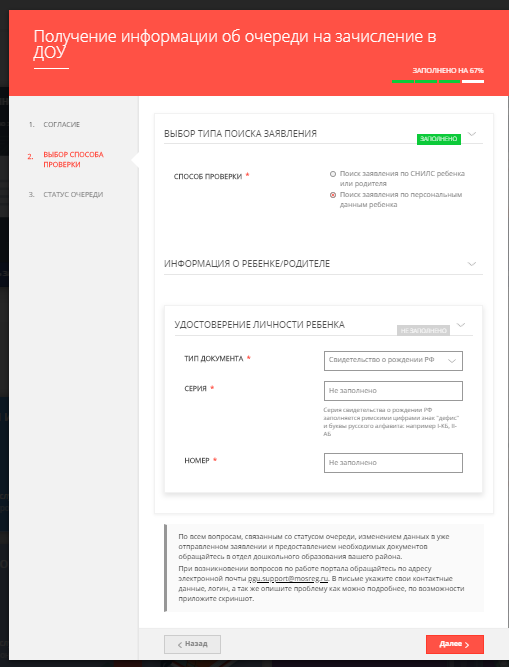 Получение информации об очереди на зачисление в
ДОУ
ЗАПОЛНЕНО НА 67%
1. СОГЛАСИЕ
2. ВЫБОР СПОСОБА
ПРОВЕРКИ
3. СТАТУС ОЧЕРЕДИ
ВЫБОР ТИПА ПОИСКА ЗАЯВЛЕНИЯ
ЗАПОЛНЕНО
СПОСОБ ПРОВЕРКИ *
Поиск заявления по СНИЛС ребенка
или родителя
Поиск заявления по персональным
данным ребенка
ИНФОРМАЦИЯ О РЕБЕНКЕ/РОДИТЕЛЕ
УДОСТОВЕРЕНИЕ ЛИЧНОСТИ РЕБЕНКА
НЕ ЗАПОЛНЕНО
ТИП ДОКУМЕНТА *
Свидетельство о рождении РФ
СЕРИЯ *
Не заполнено
Серия свидетельства о рождении РФ
заполняется римскими цифрами знак "дефис"
и буквы русского алфавита: например I-КБ, II-
АБ
НОМЕР *
Не заполнено
По всем вопросам, связанным со статусом очереди, изменением данных в уже
отправленном заявлении и предоставлением необходимых документов
обращайтесь в отдел дошкольного образования вашего района.
При возникновении вопросов по работе портала обращайтесь по адресу
электронной почты pgu.support@mosreg.ru. В письме укажите свои контактные
данные, логин, а так же опишите проблему как можно подробнее, по возможности
приложите скриншот.
Назад
Далее